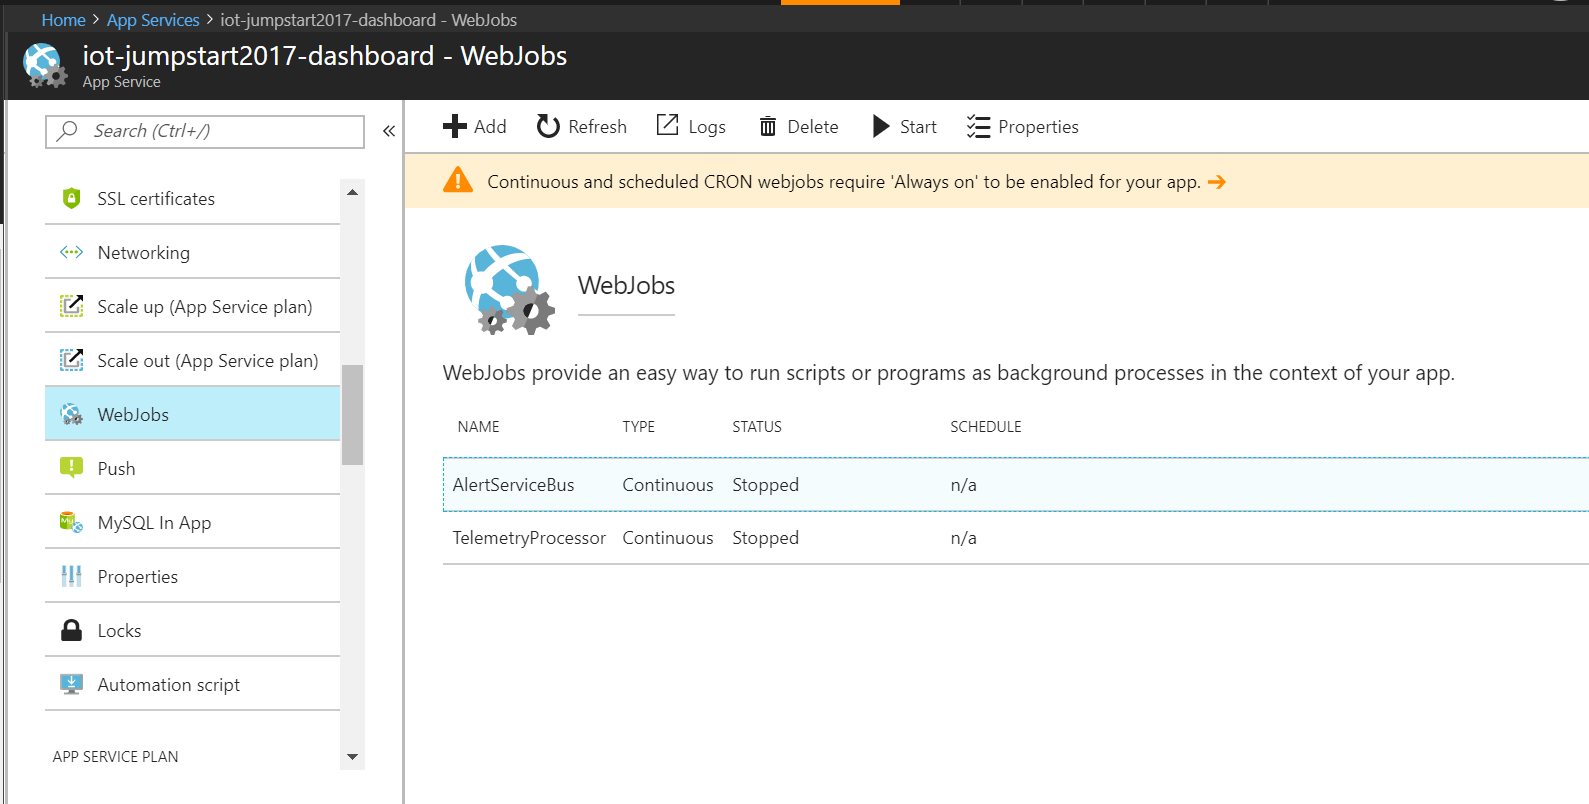 Home > App Services > iot-jumpstart2017-dashboard - WebJobs
iot-jumpstart2017-dashboard - WebJobs
App Service
Search (Ctrl+/)
SSL certificates
Networking
Scale up (App Service plan)
Scale out (App Service plan)
WebJobs
Push
MySQL In App
Properties
Locks
Automation script
APP SERVICE PLAN
Add Refresh Logs Delete Start Properties
Continuous and scheduled CRON webjobs require 'Always on' to be enabled for your app.
WebJobs
WebJobs provide an easy way to run scripts or programs as background processes in the context of your app.
NAME TYPE STATUS SCHEDULE
AlertServiceBus Continuous Stopped n/a
TelemetryProcessor Continuous Stopped n/a